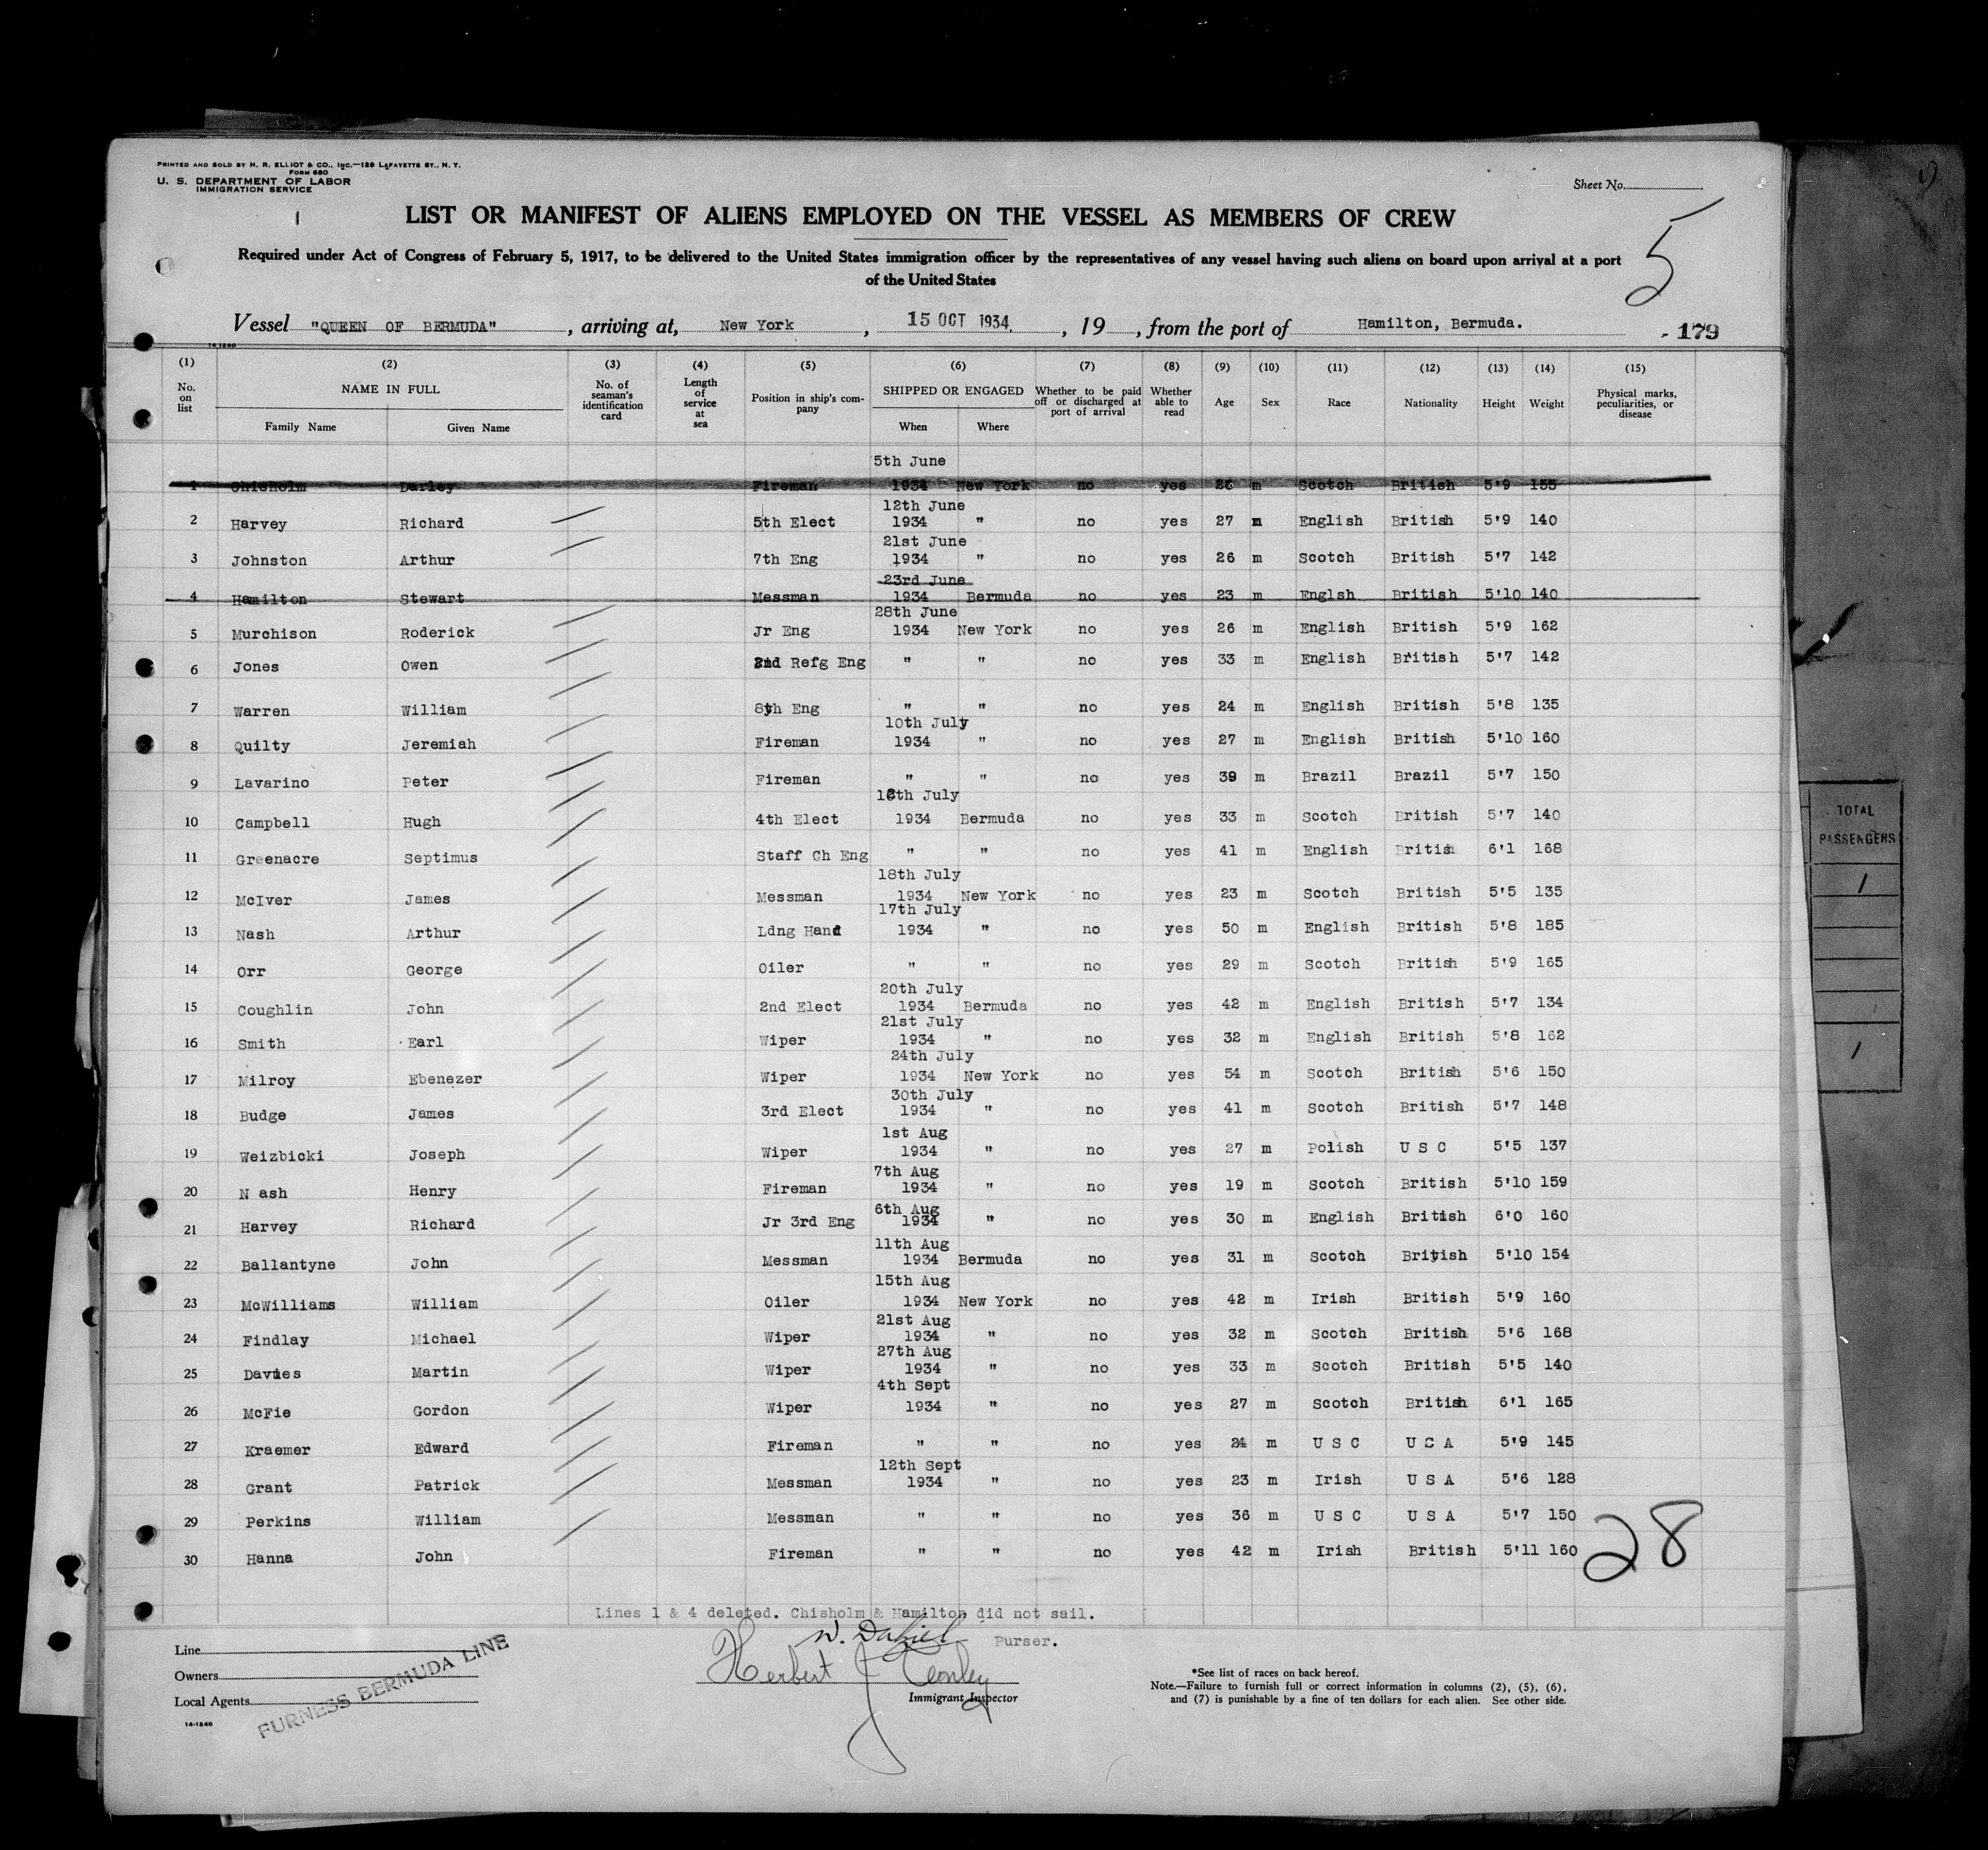 PRINTED AND SOLD BY H. R. ELLIOT & CO., INC.—129 LAFAYETTE ST., N. Y.
FORM 680
U. S. DEPARTMENT OF LABOR
IMMIGRATION SERVICE
Sheet No.
5
LIST OR MANIFEST OF ALIENS EMPLOYED ON THE VESSEL AS MEMBERS OF CREW
Required under Act of Congress of February 5, 1917, to be delivered to the United States immigration officer by the representatives of any vessel having such aliens on board upon arrival at a port
of the United States
Vessel "QUEEN OF BERMUDA", arriving at, New York, 15 OCT 1934, 19, from the port of Hamilton, Bermuda. - 179
14-1240
(1) (2) (3) (4) (5) (6) (7) (8) (9) (10) (11) (12) (13) (14) (15)
No. on list NAME IN FULL Family Name Given Name No. of seaman's identification card Length of service at sea Position in ship's company SHIPPED OR ENGAGED When Where Whether to be paid off or discharged at port of arrival Whether able to read Age Sex Race Nationality Height Weight Physical marks, peculiarities, or disease
5th June
1 Chisholm Darley Fireman 1934 New York no yes 26 m Scotch British 5'9 155
12th June
2 Harvey Richard 5th Elect 1934 " no yes 27 m English British 5'9 140
21st June
3 Johnston Arthur 7th Eng 1934 " no yes 26 m Scotch British 5'7 142
23rd June
4 Hamilton Stewart Messman 1934 Bermuda no yes 23 m Englsh British 5'10 140
28th June
5 Murchison Roderick Jr Eng 1934 New York no yes 26 m English British 5'9 162
6 Jones Owen 2nd Refg Eng " " no yes 33 m English British 5'7 142
7 Warren William 8th Eng " " no yes 24 m English British 5'8 135
10th July
8 Quilty Jeremiah Fireman 1934 " no yes 27 m English British 5'10 160
9 Lavarino Peter Fireman " " no yes 39 m Brazil Brazil 5'7 150
July
10 Campbell Hugh 4th Elect 1934 Bermuda no yes 33 m Scotch British 5'7 140
11 Greenacre Septimus Staff Ch Eng " " no yes 41 m English British 6'1 168
18th July
12 McIver James Messman 1934 New York no yes 23 m Scotch British 5'5 135
17th July
13 Nash Arthur Ldng Hand 1934 " no yes 50 m English British 5'8 185
14 Orr George Oiler " " no yes 29 m Scotch British 5'9 165
20th July
15 Coughlin John 2nd Elect 1934 Bermuda no yes 42 m English British 5'7 134
21st July
16 Smith Earl Wiper 1934 " no yes 32 m English British 5'8 162
24th July
17 Milroy Ebenezer Wiper 1934 New York no yes 54 m Scotch British 5'6 150
30th July
18 Budge James 3rd Elect 1934 " no yes 41 m Scotch British 5'7 148
1st Aug
19 Weizbicki Joseph Wiper 1934 " no yes 27 m Polish U S C 5'5 137
7th Aug
20 N ash Henry Fireman 1934 " no yes 19 m Scotch British 5'10 159
6th Aug
21 Harvey Richard Jr 3rd Eng 1934 " no yes 30 m English British 6'0 160
11th Aug
22 Ballantyne John Messman 1934 Bermuda no yes 31 m Scotch British 5'10 154
15th Aug
23 McWilliams William Oiler 1934 New York no yes 42 m Irish British 5'9 160
21st Aug
24 Findlay Michael Wiper 1934 " no yes 32 m Scotch British 5'6 168
27th Aug
25 Davies Martin Wiper 1934 " no yes 33 m Scotch British 5'5 140
4th Sept
26 McFie Gordon Wiper 1934 " no yes 27 m Scotch British 6'1 165
27 Kraemer Edward Fireman " " no yes 24 m U S C U S A 5'9 145
12th Sept
28 Grant Patrick Messman 1934 " no yes 23 m Irish U S A 5'6 128
29 Perkins William Messman " " no yes 36 m U S C U S A 5'7 150
30 Hanna John Fireman " " no yes 42 m Irish British 5'11 160
28
Lines 1 & 4 deleted. Chisholm & Hamilton did not sail.
W. Daniel Purser.
Line
Owners
Local Agents
FURNESS BERMUDA LINE
Herbert J
Immigrant Inspector
14-1240
*See list of races on back hereof.
Note.—Failure to furnish full or correct information in columns (2), (5), (6),
and (7) is punishable by a fine of ten dollars for each alien. See other side.
TOTAL
PASSENGERS
1
1